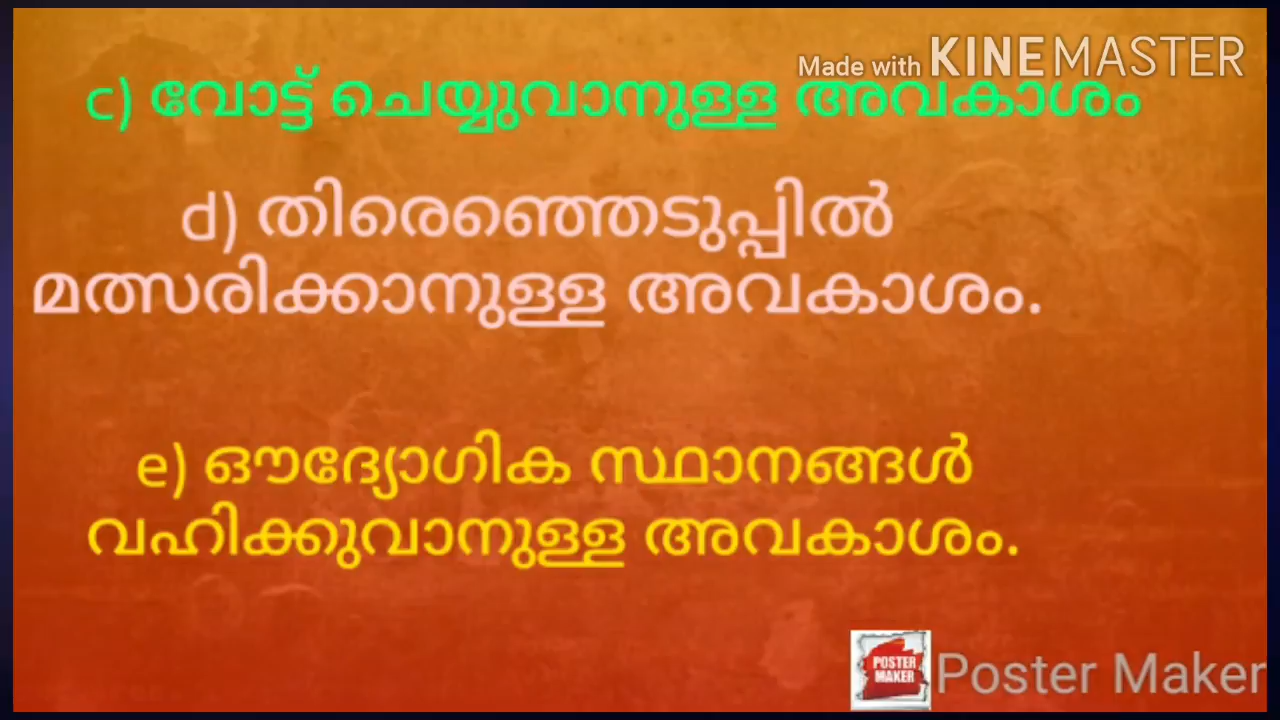 Made with KINEMASTER
c) വോട്ട് ചെയ്യുവാനുള്ള അവകാശം
d) തിരെഞ്ഞെടുപ്പിൽ
മത്സരിക്കാനുള്ള അവകാശം.
e) ഔദ്യോഗിക സ്ഥാനങ്ങൾ
വഹിക്കുവാനുള്ള അവകാശം.
POSTER
MAKER
Poster Maker